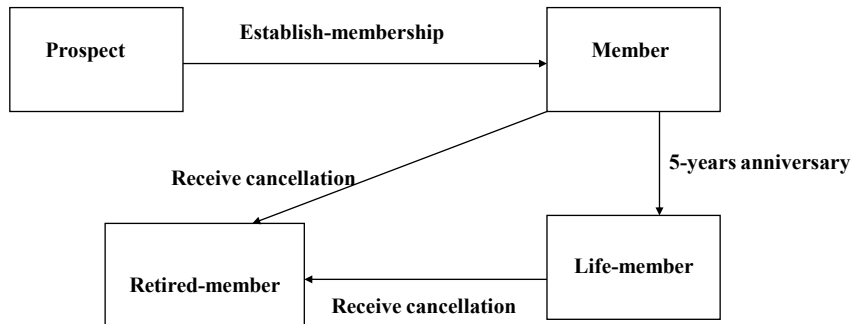 Establish-membership
Prospect
Member
Receive cancellation
5-years anniversary
Life-member
Retired-member
Receive cancellation